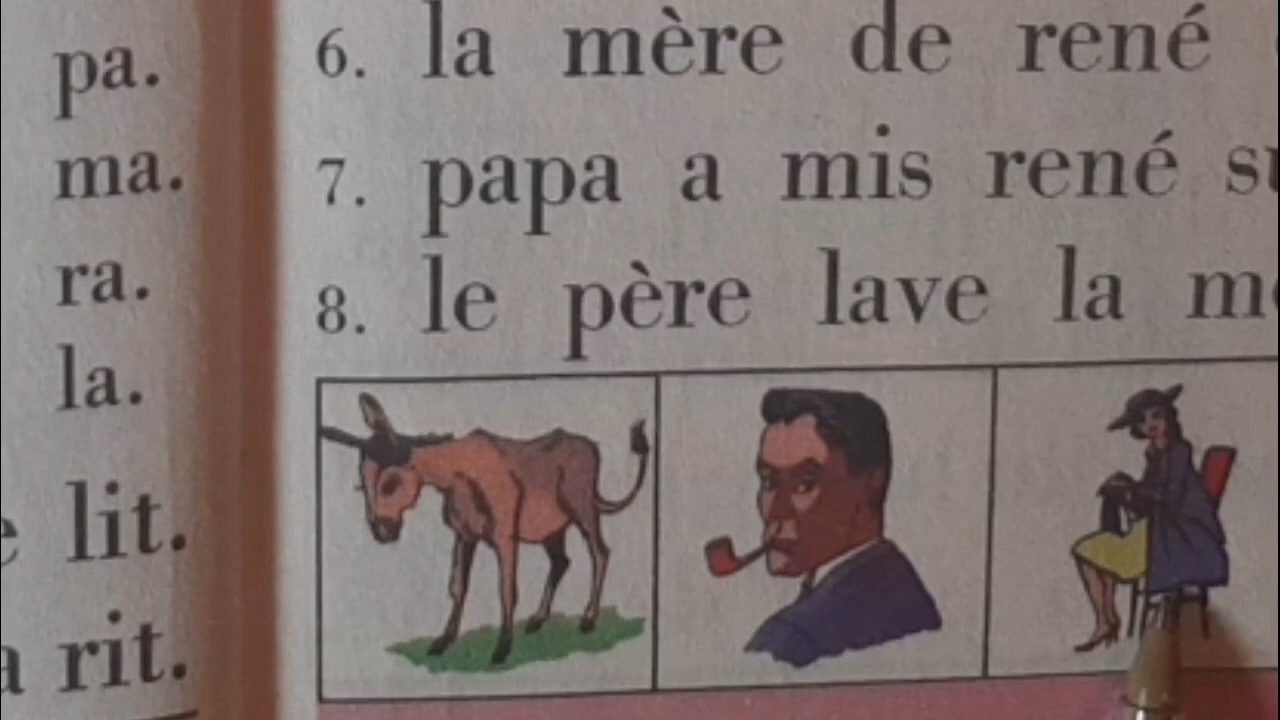 pa.
ma.
ra.
la.
lit.
rit.
6. la mère de rené
7. papa a mis rené
8. le père lave la